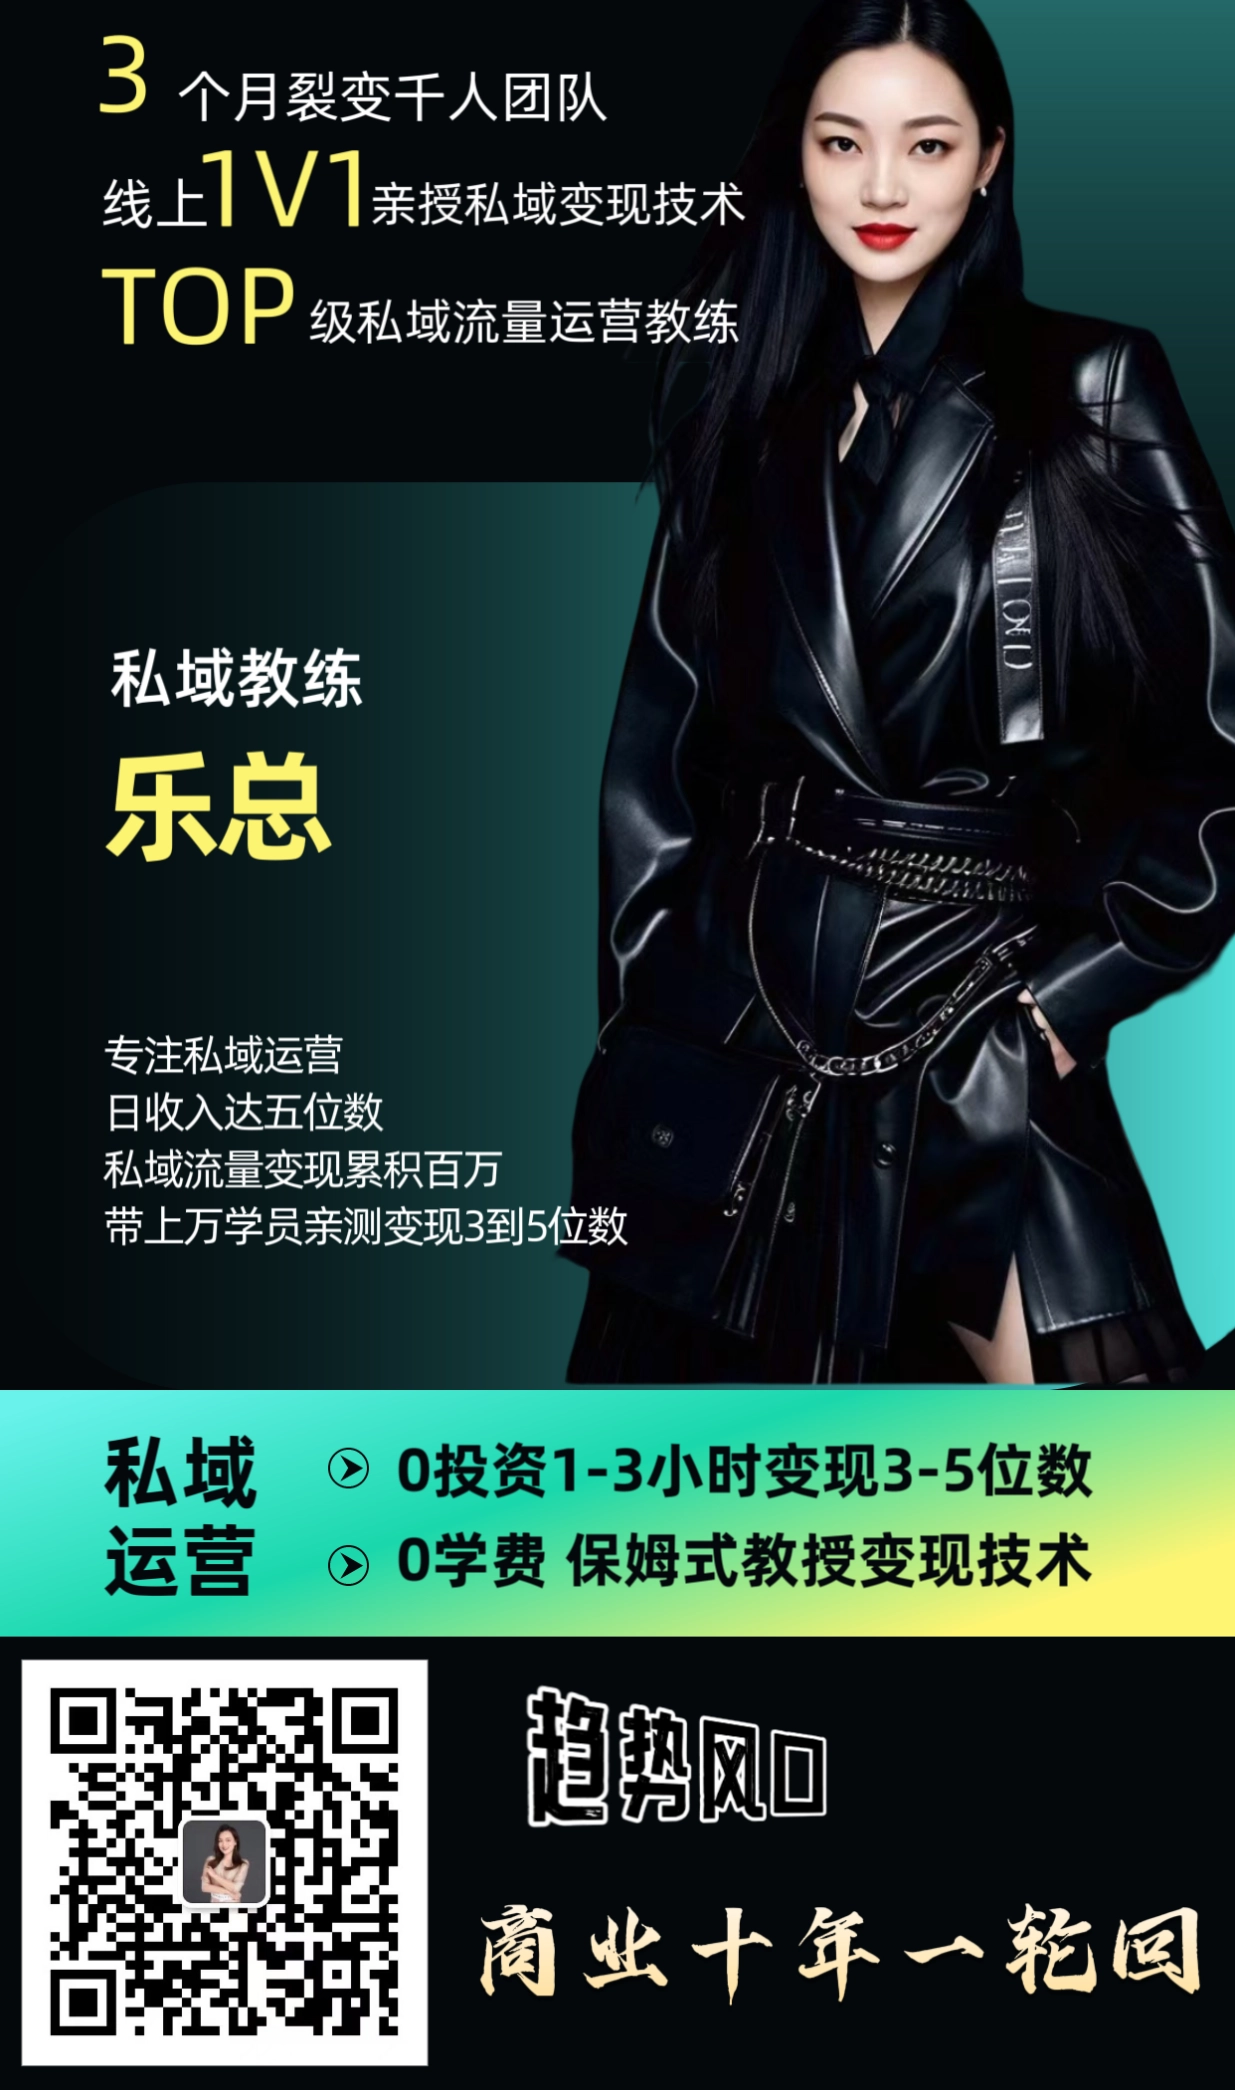 3个月裂变千人团队
线上1V1亲授私域变现技术
TOP级私域流量运营教练
私域教练
乐总
专注私域运营
日收入达五位数
私域流量变现累积百万
带上万学员亲测变现3到5位数
私域
运营
0投资1-3小时变现3-5位数
0学费 保姆式教授变现技术
趋势风口
商业十年一轮回